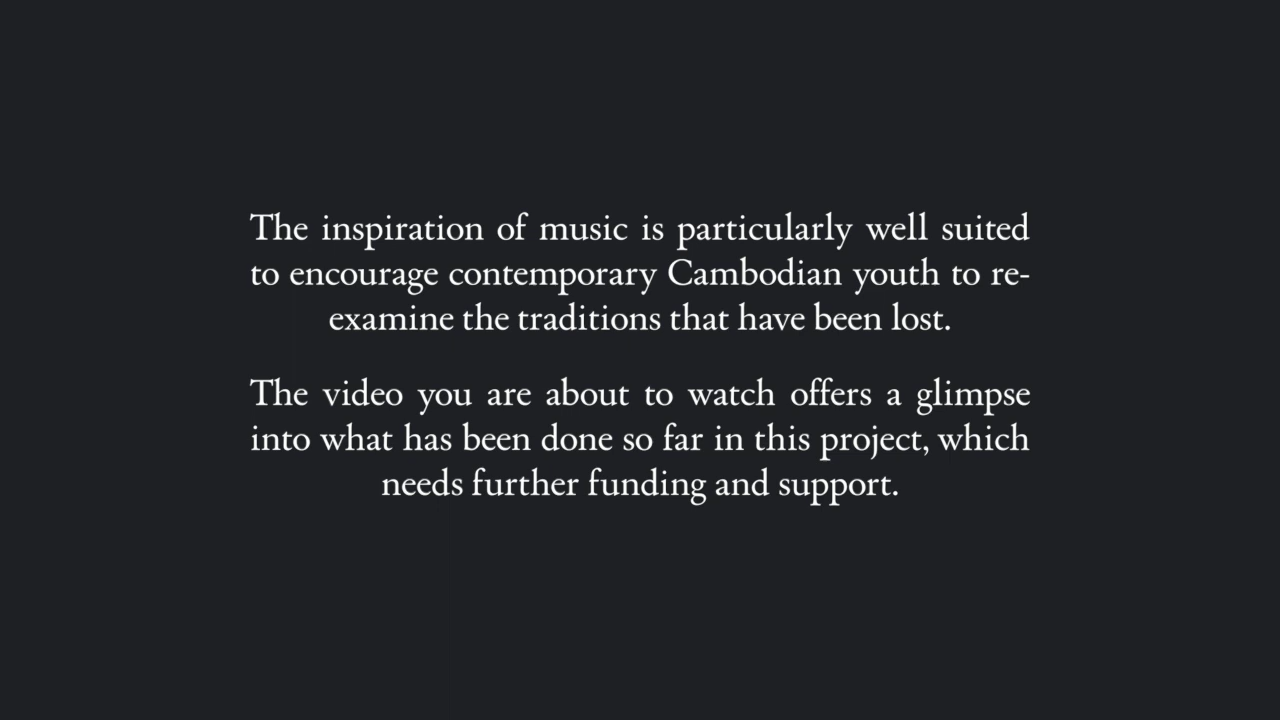 The inspiration of music is particularly well suited
to encourage contemporary Cambodian youth to re-
examine the traditions that have been lost.
The video you are about to watch offers a glimpse
into what has been done so far in this project, which
needs further funding and support.